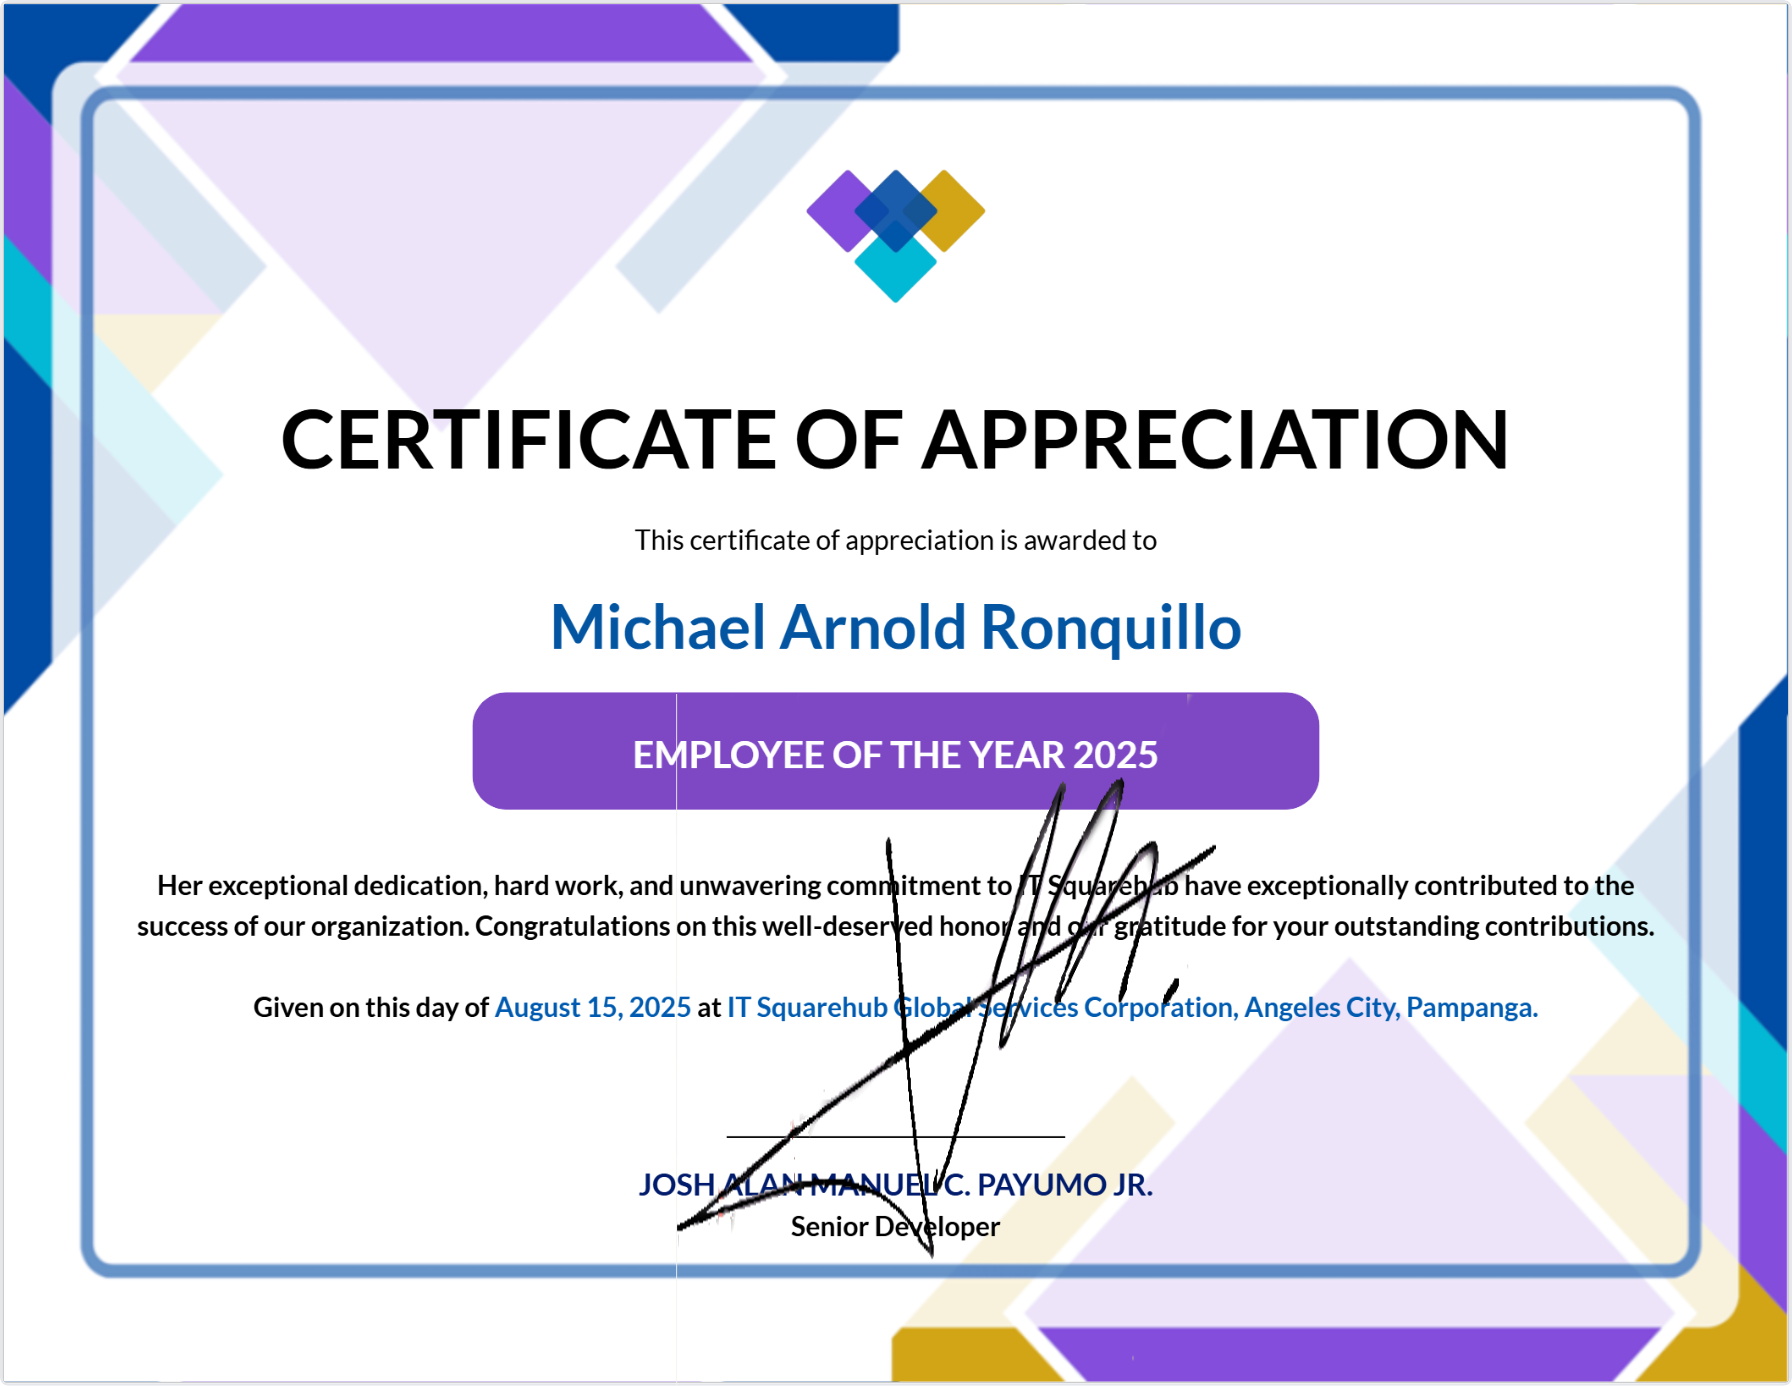 CERTIFICATE OF APPRECIATION
This certificate of appreciation is awarded to
Michael Arnold Ronquillo
EMPLOYEE OF THE YEAR 2025
Her exceptional dedication, hard work, and unwavering commitment to IT Squarehub have exceptionally contributed to the
success of our organization. Congratulations on this well-deserved honor and our gratitude for your outstanding contributions.
Given on this day of August 15, 2025 at IT Squarehub Global Services Corporation, Angeles City, Pampanga.
JOSH ALAN MANUEL C. PAYUMO JR.
Senior Developer